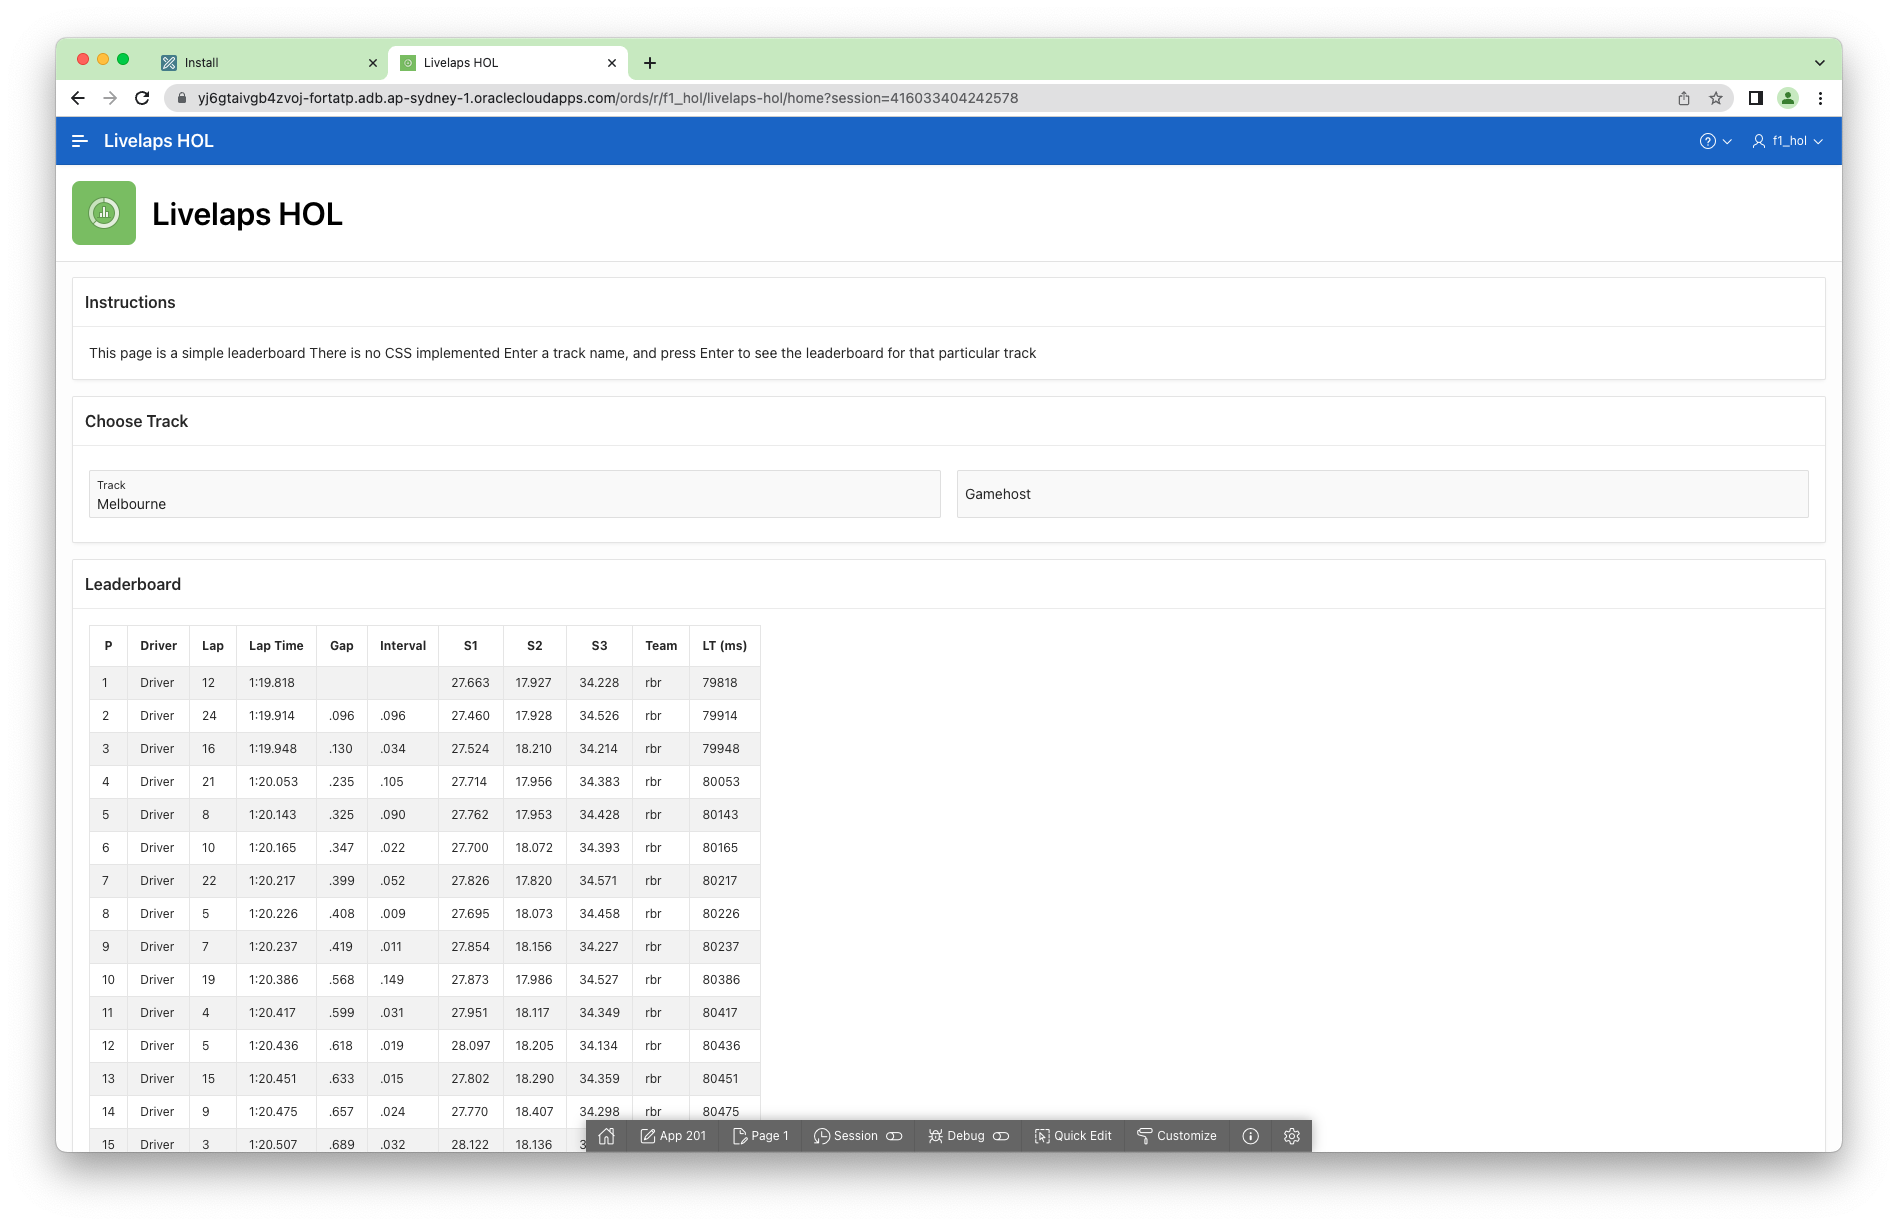 Install
Livelaps HOL
yj6gtaivgb4zvoj-fortatp.adb.ap-sydney-1.oraclecloudapps.com/ords/r/f1_hol/livelaps-hol/home?session=416033404242578
Livelaps HOL
f1_hol
Livelaps HOL
Instructions
This page is a simple leaderboard There is no CSS implemented Enter a track name, and press Enter to see the leaderboard for that particular track
Choose Track
Track
Melbourne
Gamehost
Leaderboard
P Driver Lap Lap Time Gap Interval S1 S2 S3 Team LT (ms)
1 Driver 12 1:19.818 27.663 17.927 34.228 rbr 79818
2 Driver 24 1:19.914 .096 .096 27.460 17.928 34.526 rbr 79914
3 Driver 16 1:19.948 .130 .034 27.524 18.210 34.214 rbr 79948
4 Driver 21 1:20.053 .235 .105 27.714 17.956 34.383 rbr 80053
5 Driver 8 1:20.143 .325 .090 27.762 17.953 34.428 rbr 80143
6 Driver 10 1:20.165 .347 .022 27.700 18.072 34.393 rbr 80165
7 Driver 22 1:20.217 .399 .052 27.826 17.820 34.571 rbr 80217
8 Driver 5 1:20.226 .408 .009 27.695 18.073 34.458 rbr 80226
9 Driver 7 1:20.237 .419 .011 27.854 18.156 34.227 rbr 80237
10 Driver 19 1:20.386 .568 .149 27.873 17.986 34.527 rbr 80386
11 Driver 4 1:20.417 .599 .031 27.951 18.117 34.349 rbr 80417
12 Driver 5 1:20.436 .618 .019 28.097 18.205 34.134 rbr 80436
13 Driver 15 1:20.451 .633 .015 27.802 18.290 34.359 rbr 80451
14 Driver 9 1:20.475 .657 .024 27.770 18.407 34.298 rbr 80475
15 Driver 3 1:20.507 .689 .032 28.122 18.136
App 201 Page 1 Session Debug Quick Edit Customize